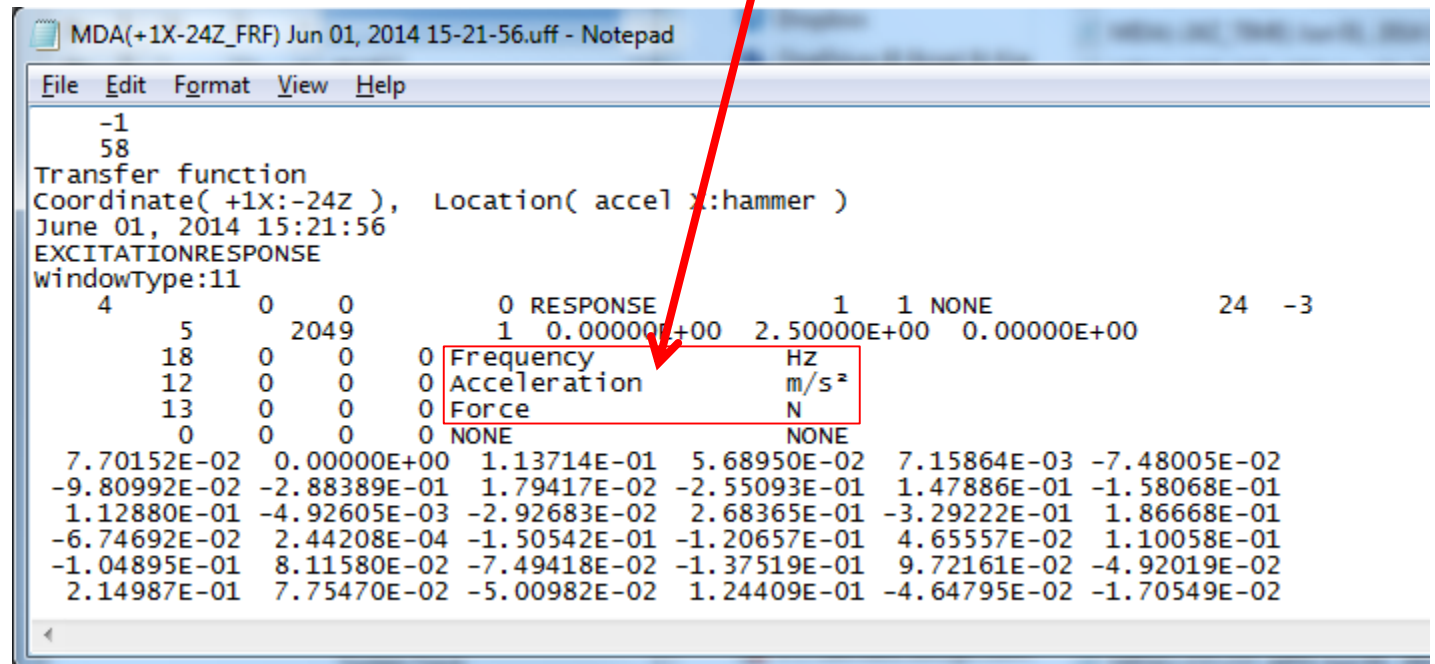 MDA(+1X-24Z_FRF) Jun 01, 2014 15-21-56.uff - Notepad
File Edit Format View Help
-1
58
Transfer function
Coordinate( +1X:-24Z ), Location( accel X:hammer )
June 01, 2014 15:21:56
EXCITATIONRESPONSE
WindowType:11
4 0 0 0 RESPONSE 1 1 NONE 24 -3
5 2049 1 0.00000E+00 2.50000E+00 0.00000E+00
18 0 0 0 Frequency Hz
12 0 0 0 Acceleration m/s²
13 0 0 0 Force N
0 0 0 0 NONE NONE
7.70152E-02 0.00000E+00 1.13714E-01 5.68950E-02 7.15864E-03 -7.48005E-02
-9.80992E-02 -2.88389E-01 1.79417E-02 -2.55093E-01 1.47886E-01 -1.58068E-01
1.12880E-01 -4.92605E-03 -2.92683E-02 2.68365E-01 -3.29222E-01 1.86668E-01
-6.74692E-02 2.44208E-04 -1.50542E-01 -1.20657E-01 4.65557E-02 1.10058E-01
-1.04895E-01 8.11580E-02 -7.49418E-02 -1.37519E-01 9.72161E-02 -4.92019E-02
2.14987E-01 7.75470E-02 -5.00982E-02 1.24409E-01 -4.64795E-02 -1.70549E-02